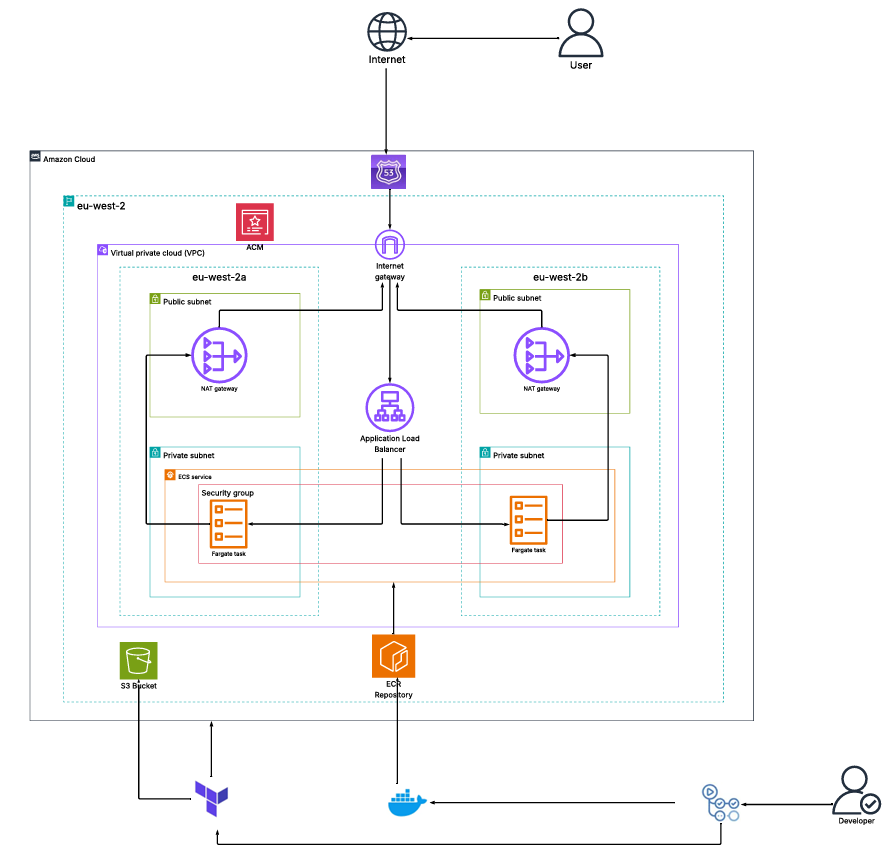 Internet
User
aws
Amazon Cloud
53
eu-west-2
ACM
Virtual private cloud (VPC)
Internet
gateway
eu-west-2a
eu-west-2b
Public subnet
Public subnet
NAT gateway
NAT gateway
Application Load
Balancer
Private subnet
Private subnet
ECS service
Security group
Fargate task
Fargate task
S3 Bucket
ECR
Repository
Developer